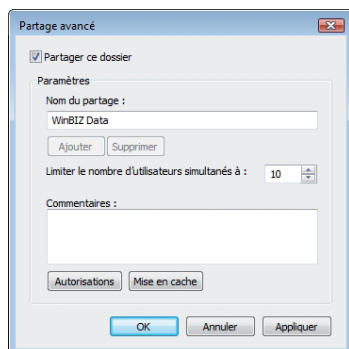 Partage avancé
Partager ce dossier
Paramètres
Nom du partage :
WinBIZ Data
Ajouter Supprimer
Limiter le nombre d'utilisateurs simultanés à : 10
Commentaires :
Autorisations Mise en cache
OK Annuler Appliquer